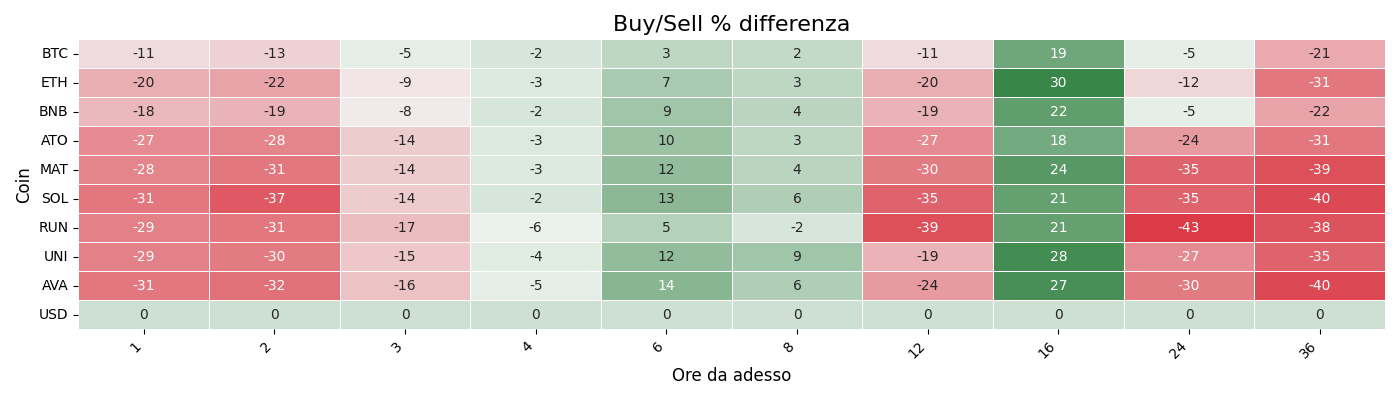 Buy/Sell % differenza
Coin
BTC -11 -13 -5 -2 3 2 -11 19 -5 -21
ETH -20 -22 -9 -3 7 3 -20 30 -12 -31
BNB -18 -19 -8 -2 9 4 -19 22 -5 -22
ATO -27 -28 -14 -3 10 3 -27 18 -24 -31
MAT -28 -31 -14 -3 12 4 -30 24 -35 -39
SOL -31 -37 -14 -2 13 6 -35 21 -35 -40
RUN -29 -31 -17 -6 5 -2 -39 21 -43 -38
UNI -29 -30 -15 -4 12 9 -19 28 -27 -35
AVA -31 -32 -16 -5 14 6 -24 27 -30 -40
USD 0 0 0 0 0 0 0 0 0 0
1 2 3 4 6 8 12 16 24 36
Ore da adesso